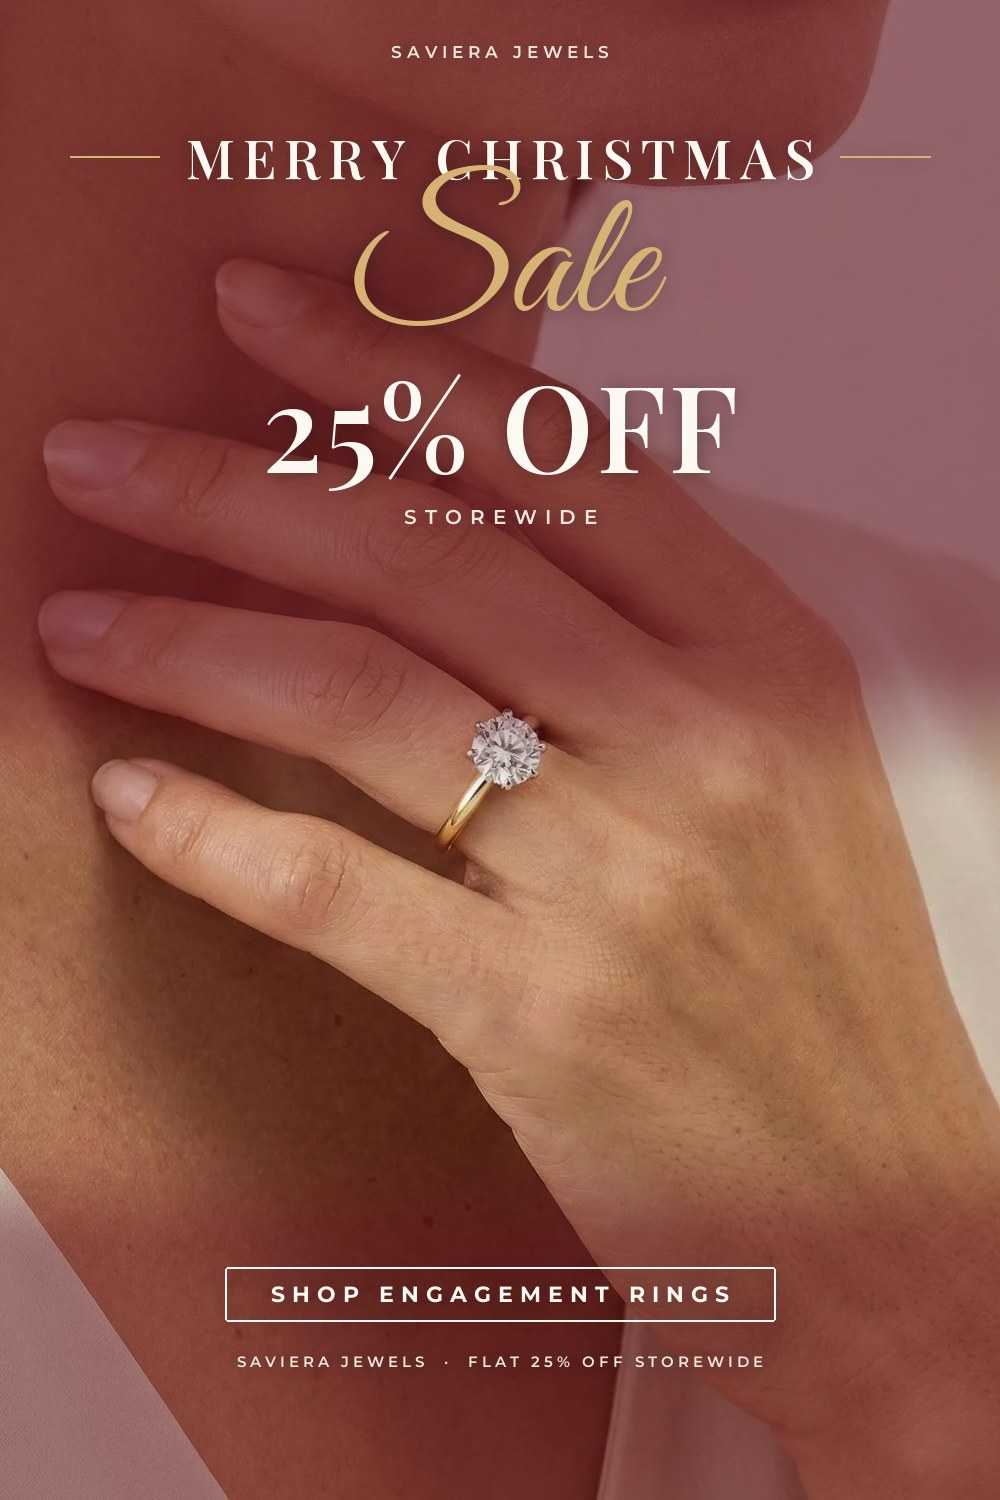 SAVIERA JEWELS
MERRY CHRISTMAS
Sale
25% OFF
STOREWIDE
SHOP ENGAGEMENT RINGS
SAVIERA JEWELS · FLAT 25% OFF STOREWIDE